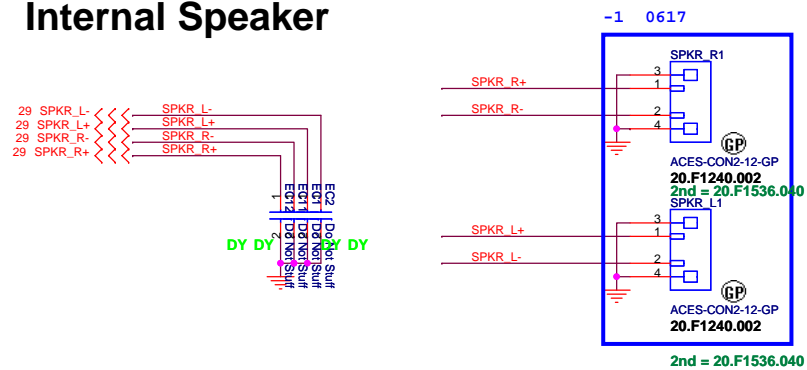 Internal Speaker
-1 0617
SPKR_R1
SPKR_R+
3
1
SPKR_R-
2
4
GP
ACES-CON2-12-GP
20.F1240.002
2nd = 20.F1536.040
29 SPKR_L- SPKR_L-
29 SPKR_L+ SPKR_L+
29 SPKR_R- SPKR_R-
29 SPKR_R+ SPKR_R+
EC12
EC11
EC1
EC2
1
2
Do Not Stuff
Do Not Stuff
Do Not Stuff
Do Not Stuff
DY DY DY DY
SPKR_L1
SPKR_L+
3
1
SPKR_L-
2
4
GP
ACES-CON2-12-GP
20.F1240.002
2nd = 20.F1536.040